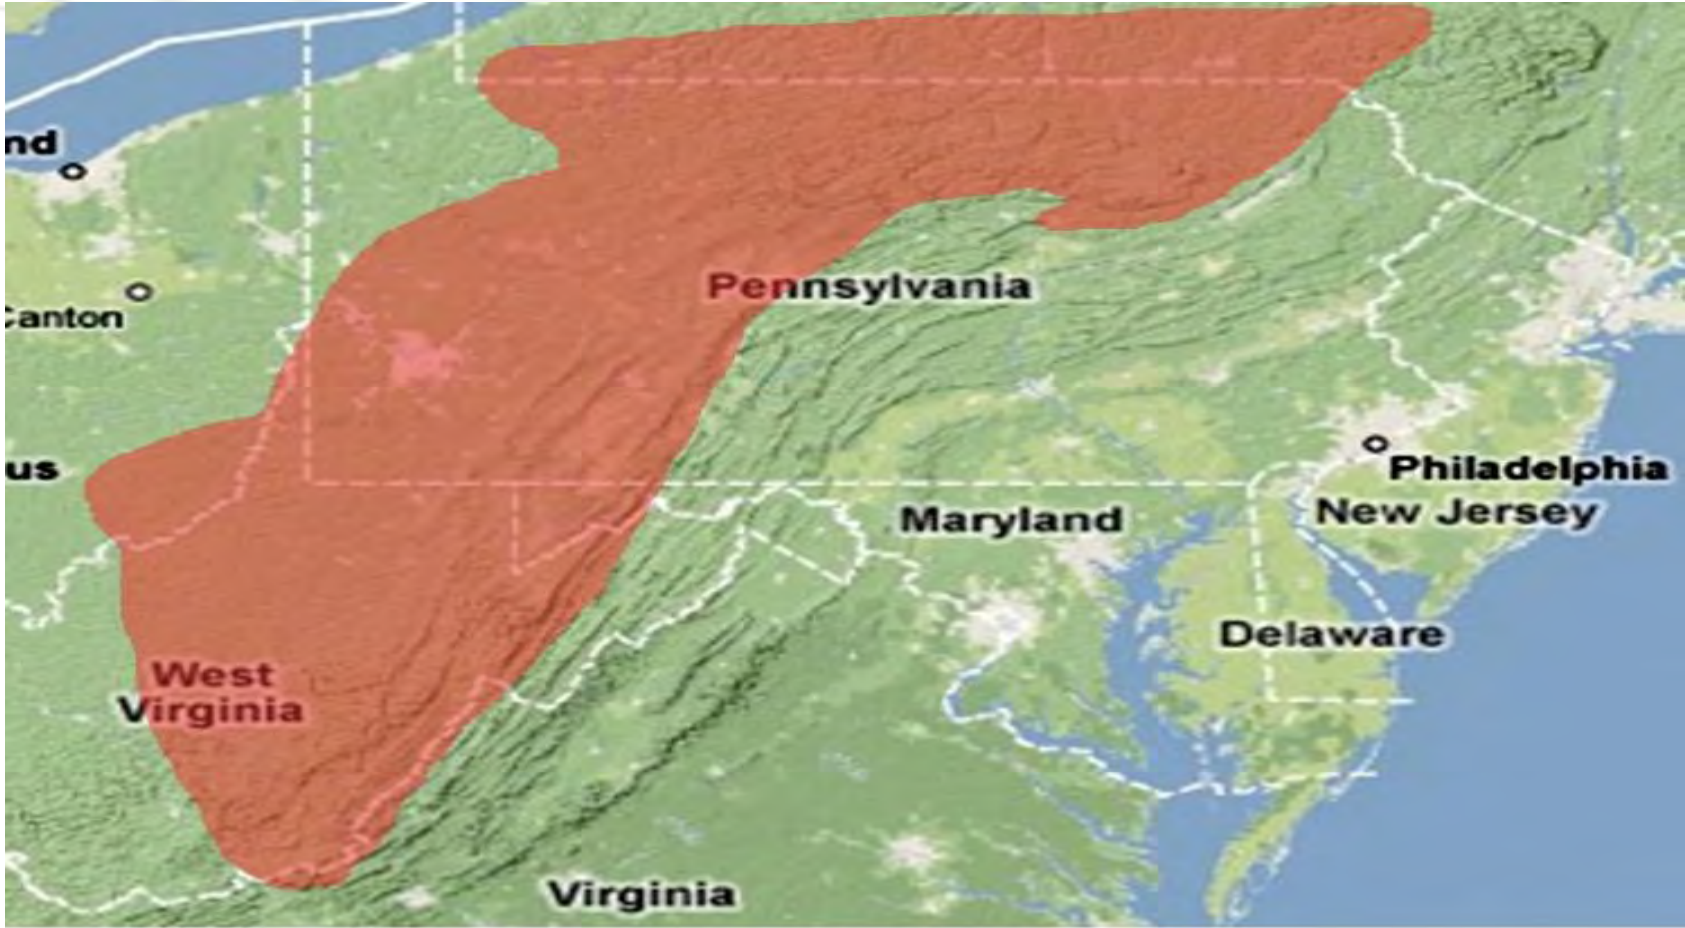 nd
Canton
Pennsylvania
us
Philadelphia
Maryland
New Jersey
Delaware
West
Virginia
Virginia